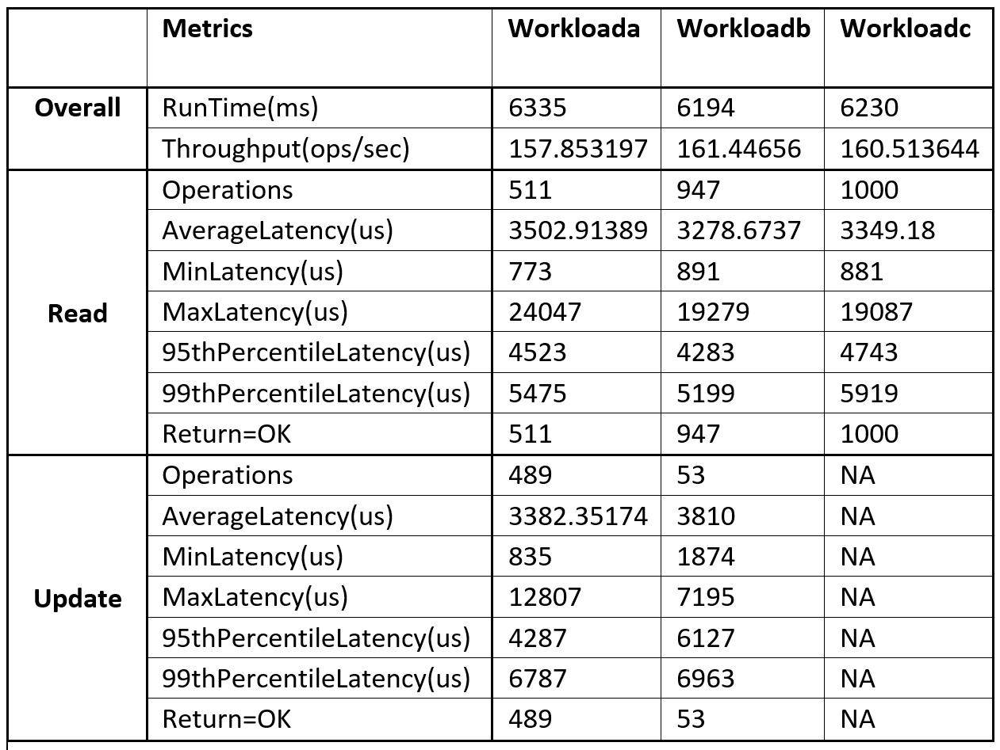 Metrics Workloada Workloadb Workloadc
Overall RunTime(ms) 6335 6194 6230
Throughput(ops/sec) 157.853197 161.44656 160.513644
Operations 511 947 1000
AverageLatency(us) 3502.91389 3278.6737 3349.18
MinLatency(us) 773 891 881
Read MaxLatency(us) 24047 19279 19087
95thPercentileLatency(us) 4523 4283 4743
99thPercentileLatency(us) 5475 5199 5919
Return=OK 511 947 1000
Operations 489 53 NA
AverageLatency(us) 3382.35174 3810 NA
MinLatency(us) 835 1874 NA
Update MaxLatency(us) 12807 7195 NA
95thPercentileLatency(us) 4287 6127 NA
99thPercentileLatency(us) 6787 6963 NA
Return=OK 489 53 NA